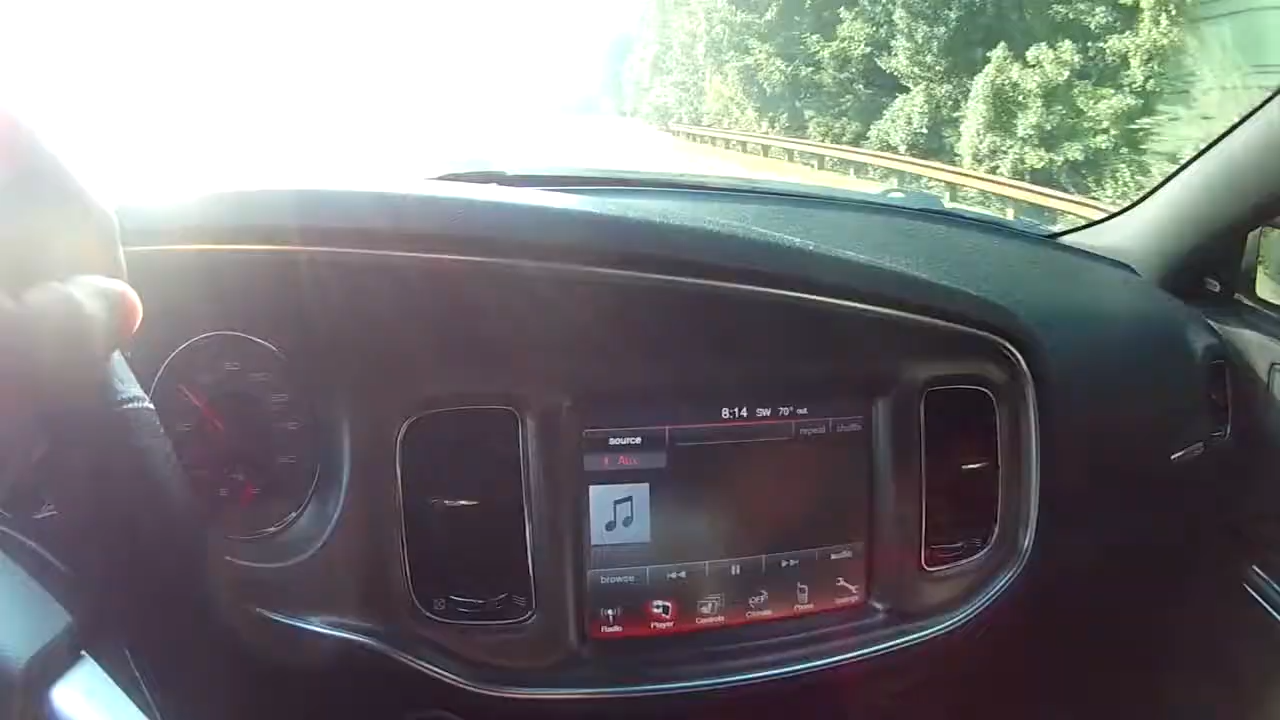 8:14 SW 70° out
source
repeat shuffle
Aux
audio
browse
Radio Player Controls Climate Phone Settings